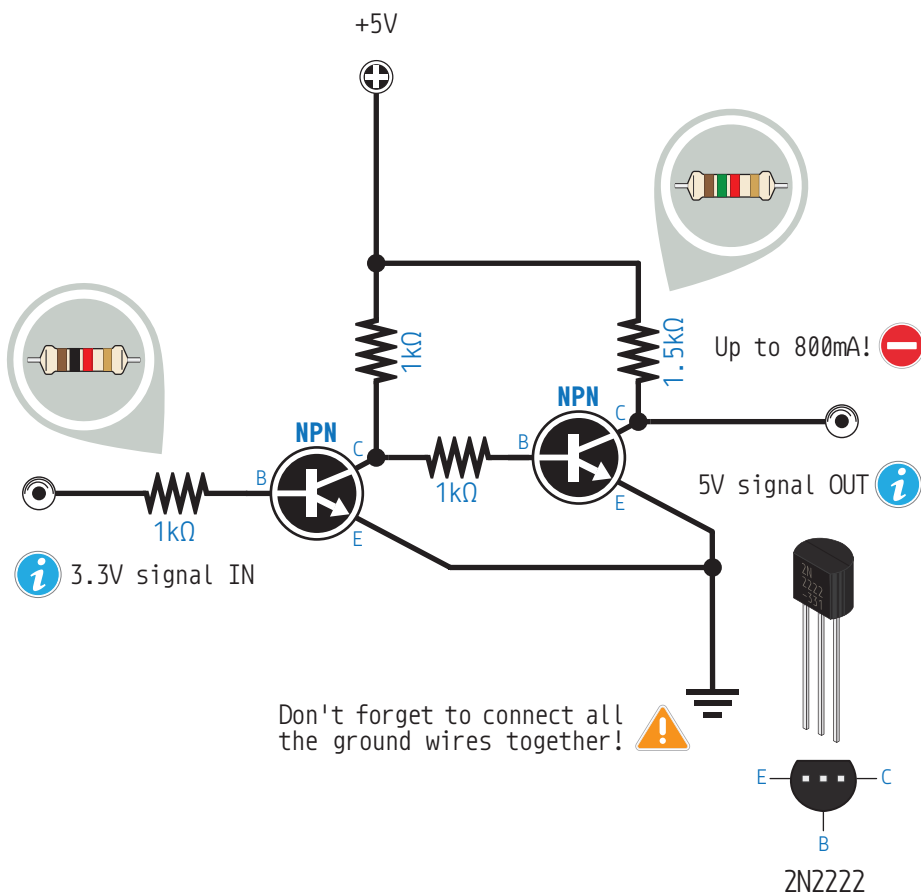 +5V
1kΩ
1.5kΩ
Up to 800mA!
NPN
C
B
E
NPN
C
B
E
1kΩ
1kΩ
5V signal OUT
i
i
3.3V signal IN
2N
2222
-331
Don't forget to connect all
the ground wires together!
!
E
C
B
2N2222